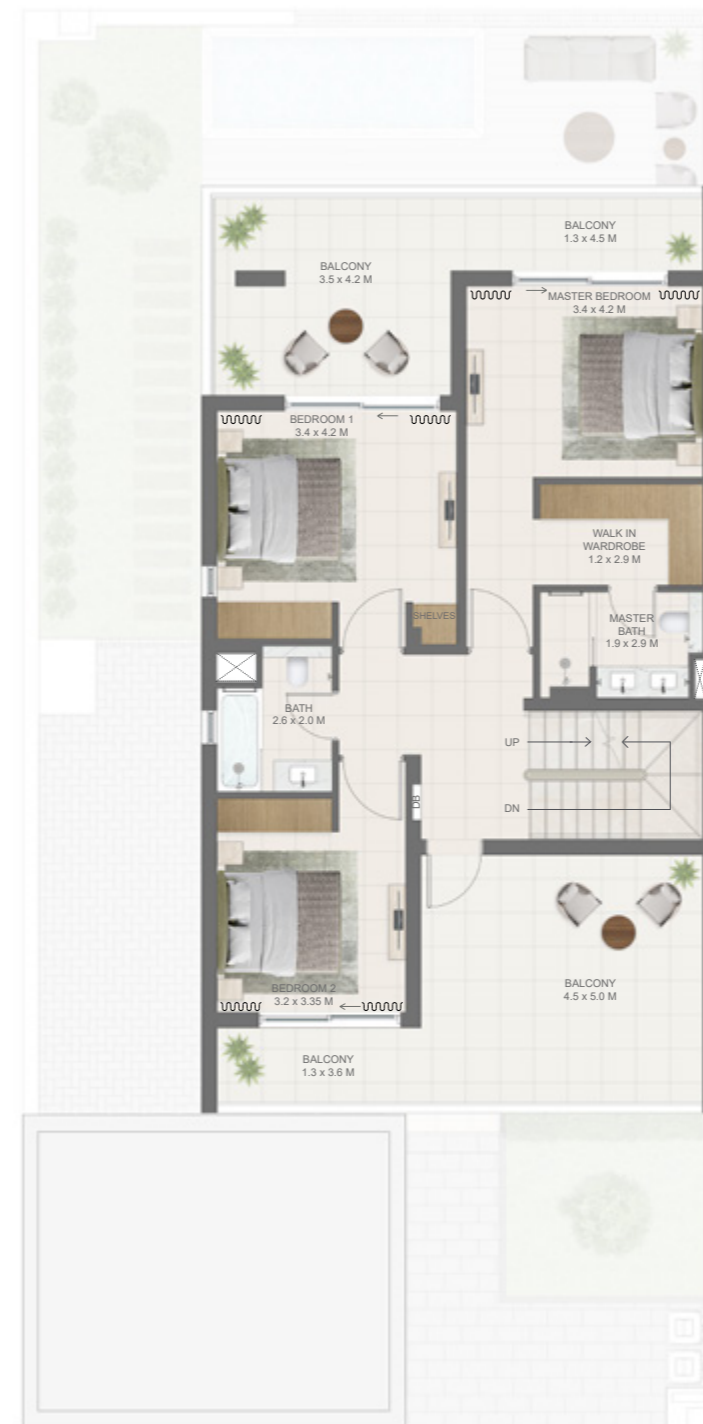 BALCONY
1.3 x 4.5 M
BALCONY
3.5 x 4.2 M
MASTER BEDROOM
3.4 x 4.2 M
BEDROOM 1
3.4 x 4.2 M
WALK IN
WARDROBE
1.2 x 2.9 M
SHELVES
MASTER
BATH
1.9 x 2.9 M
BATH
2.6 x 2.0 M
UP
DN
DB
BEDROOM 2
3.2 x 3.35 M
BALCONY
4.5 x 5.0 M
BALCONY
1.3 x 3.6 M